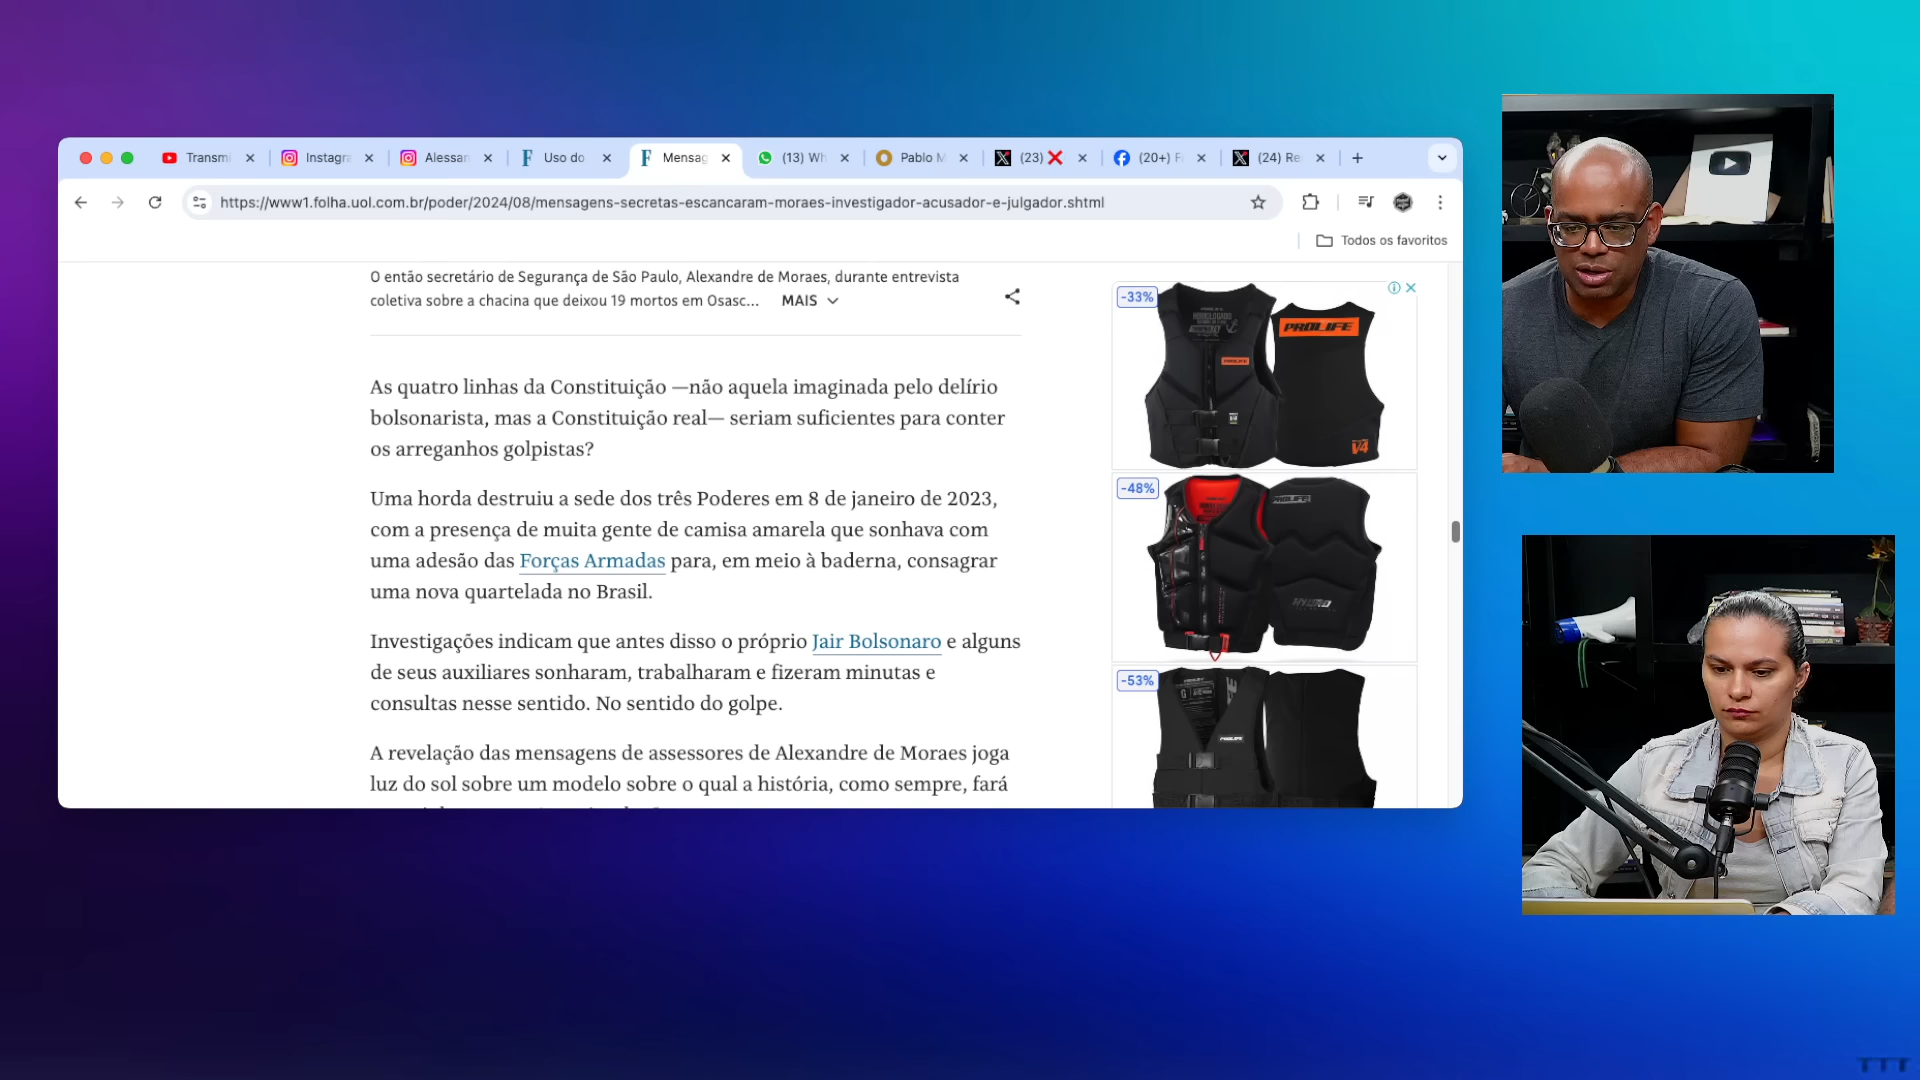 Transmi
Instagra
Alessan
Uso do
Mensag
(13) Wh
Pablo M
(23) ❌
(20+) F
(24) Re
https://www1.folha.uol.com.br/poder/2024/08/mensagens-secretas-escancaram-moraes-investigador-acusador-e-julgador.shtml
Todos os favoritos
O então secretário de Segurança de São Paulo, Alexandre de Moraes, durante entrevista
coletiva sobre a chacina que deixou 19 mortos em Osasc... MAIS
As quatro linhas da Constituição —não aquela imaginada pelo delírio
bolsonarista, mas a Constituição real— seriam suficientes para conter
os arreganhos golpistas?
Uma horda destruiu a sede dos três Poderes em 8 de janeiro de 2023,
com a presença de muita gente de camisa amarela que sonhava com
uma adesão das Forças Armadas para, em meio à baderna, consagrar
uma nova quartelada no Brasil.
Investigações indicam que antes disso o próprio Jair Bolsonaro e alguns
de seus auxiliares sonharam, trabalharam e fizeram minutas e
consultas nesse sentido. No sentido do golpe.
A revelação das mensagens de assessores de Alexandre de Moraes joga
luz do sol sobre um modelo sobre o qual a história, como sempre, fará
-33%
PROLIFE
PROLIFE
V4
-48%
PROLIFE
-53%
PROLIFE
TTT